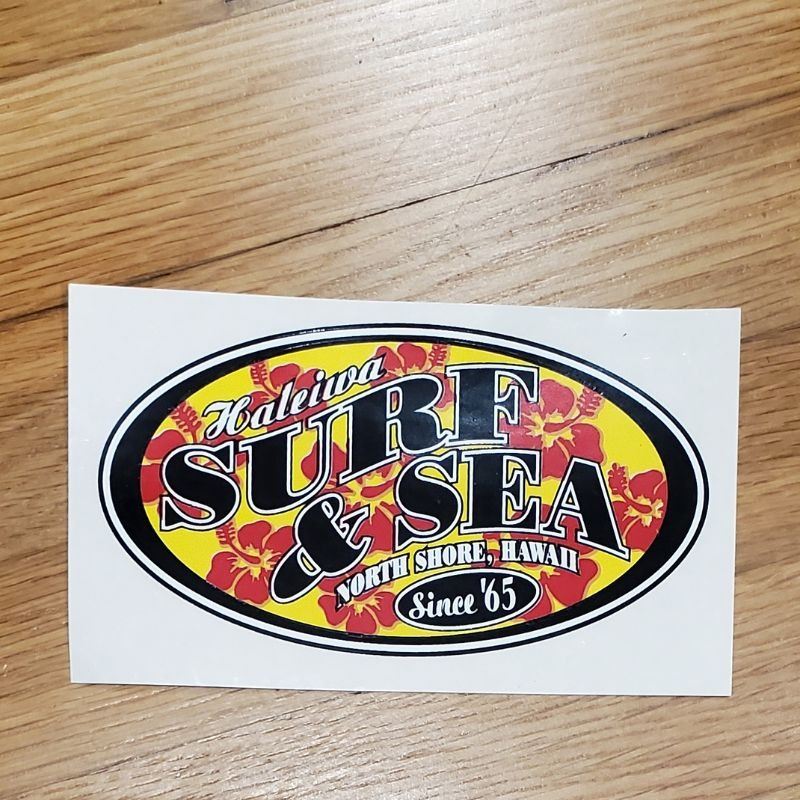 Haleiwa
SURF
& SEA
NORTH SHORE, HAWAII
Since '65